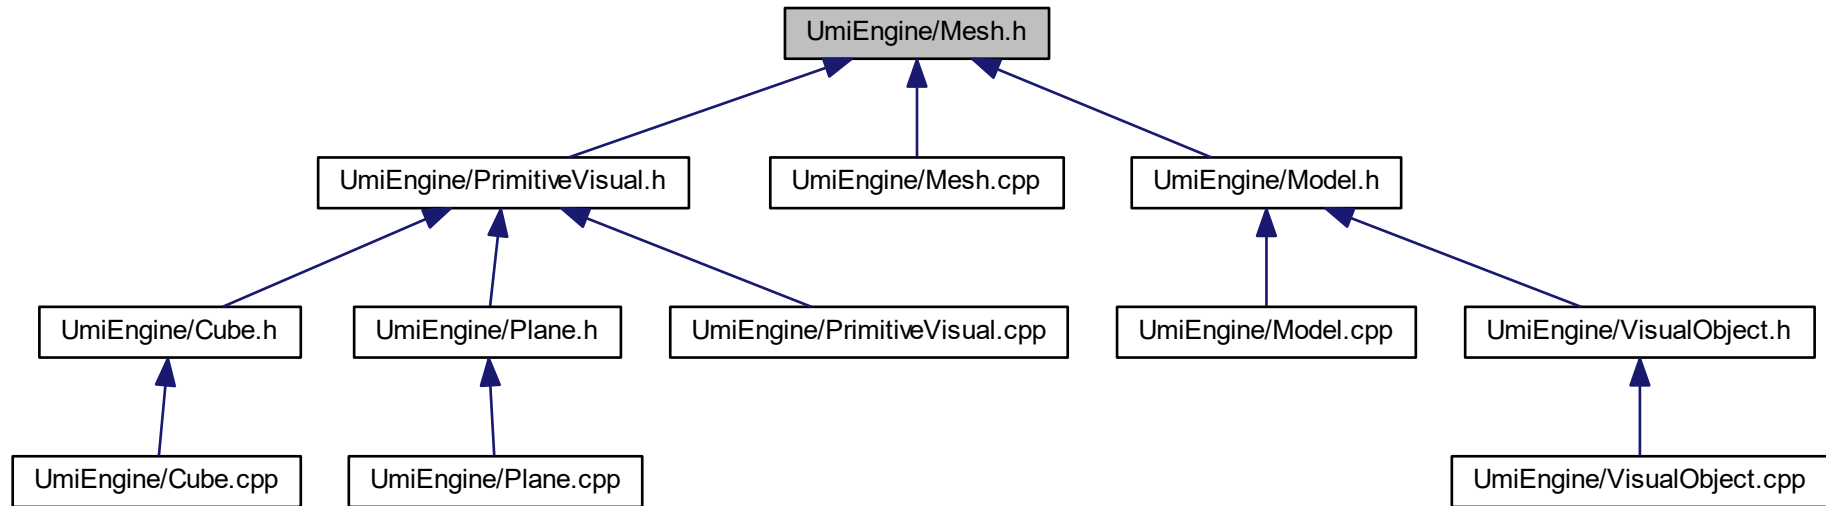 UmiEngine/Mesh.h
UmiEngine/PrimitiveVisual.h
UmiEngine/Mesh.cpp
UmiEngine/Model.h
UmiEngine/Cube.h
UmiEngine/Plane.h
UmiEngine/PrimitiveVisual.cpp
UmiEngine/Model.cpp
UmiEngine/VisualObject.h
UmiEngine/Cube.cpp
UmiEngine/Plane.cpp
UmiEngine/VisualObject.cpp